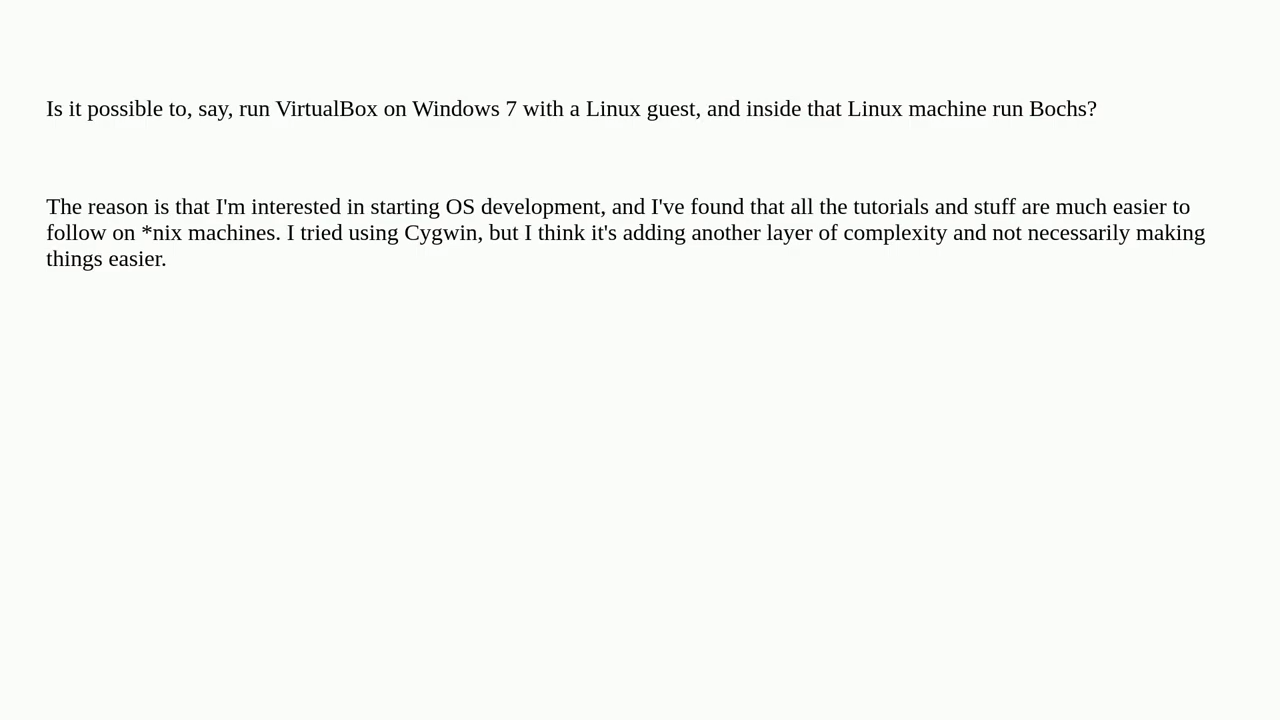 Is it possible to, say, run VirtualBox on Windows 7 with a Linux guest, and inside that Linux machine run Bochs?
The reason is that I'm interested in starting OS development, and I've found that all the tutorials and stuff are much easier to
follow on *nix machines. I tried using Cygwin, but I think it's adding another layer of complexity and not necessarily making
things easier.